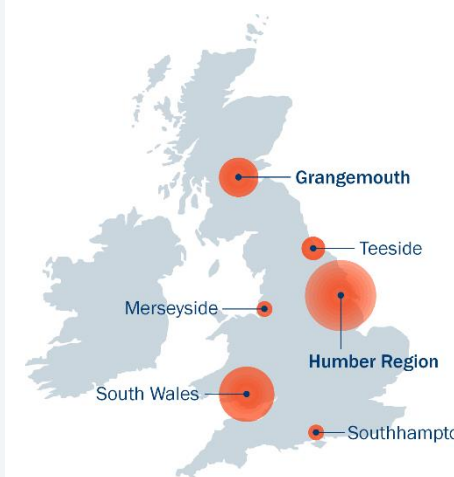 Grangemouth
Teeside
Merseyside
Humber Region
South Wales
Southhampto